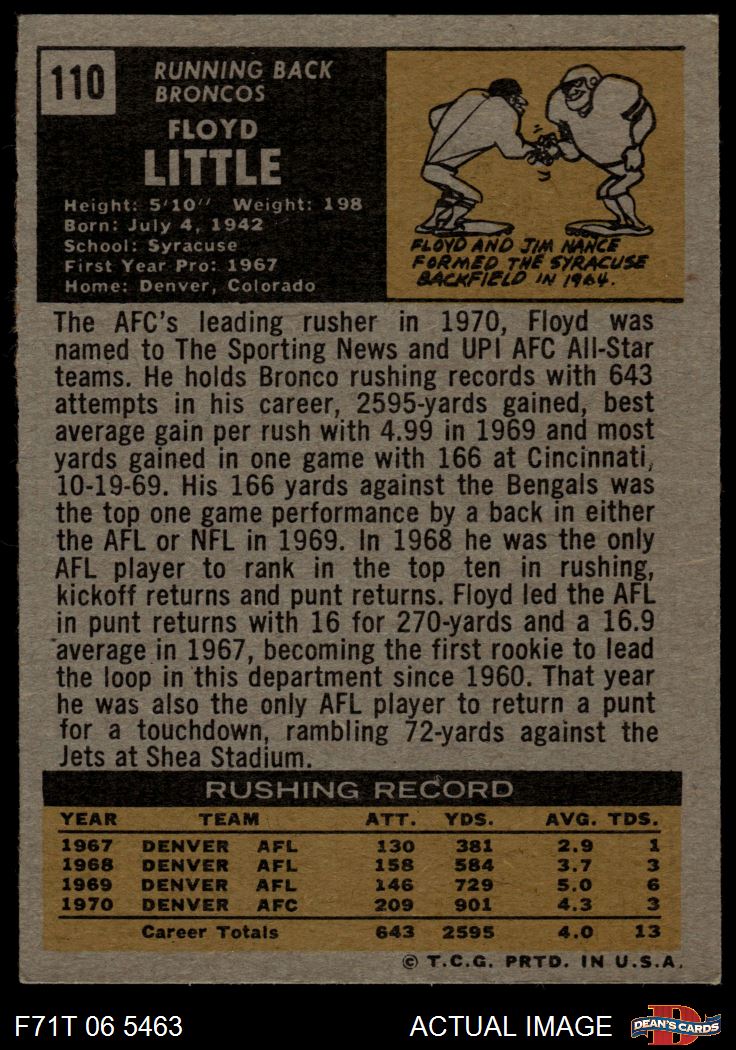 110
RUNNING BACK
BRONCOS
FLOYD
LITTLE
Height: 5'10" Weight: 198
Born: July 4, 1942
School: Syracuse
First Year Pro: 1967
Home: Denver, Colorado
FLOYD AND JIM NANCE
FORMED THE SYRACUSE
BACKFIELD IN 1964.
The AFC's leading rusher in 1970, Floyd was
named to The Sporting News and UPI AFC All-Star
teams. He holds Bronco rushing records with 643
attempts in his career, 2595-yards gained, best
average gain per rush with 4.99 in 1969 and most
yards gained in one game with 166 at Cincinnati,
10-19-69. His 166 yards against the Bengals was
the top one game performance by a back in either
the AFL or NFL in 1969. In 1968 he was the only
AFL player to rank in the top ten in rushing,
kickoff returns and punt returns. Floyd led the AFL
in punt returns with 16 for 270-yards and a 16.9
average in 1967, becoming the first rookie to lead
the loop in this department since 1960. That year
he was also the only AFL player to return a punt
for a touchdown, rambling 72-yards against the
Jets at Shea Stadium.
RUSHING RECORD
YEAR TEAM ATT. YDS. AVG. TDS.
1967 DENVER AFL 130 381 2.9 1
1968 DENVER AFL 158 584 3.7 3
1969 DENVER AFL 146 729 5.0 6
1970 DENVER AFC 209 901 4.3 3
Career Totals 643 2595 4.0 13
© T.C.G. PRTD. IN U.S.A.
F71T 06 5463 ACTUAL IMAGE DEAN'S CARDS